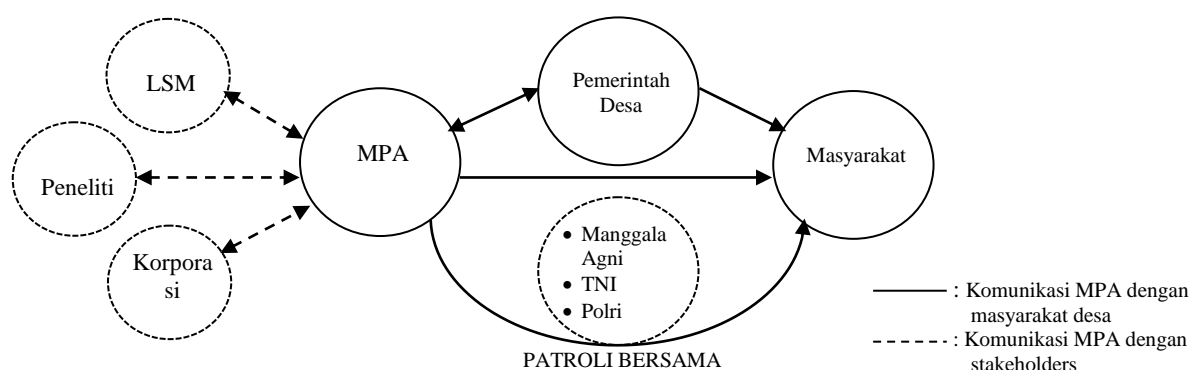 LSM
Peneliti
Korpora
si
MPA
Pemerintah
Desa
Masyarakat
• Manggala
Agni
• TNI
• Polri
PATROLI BERSAMA
: Komunikasi MPA dengan
masyarakat desa
: Komunikasi MPA dengan
stakeholders